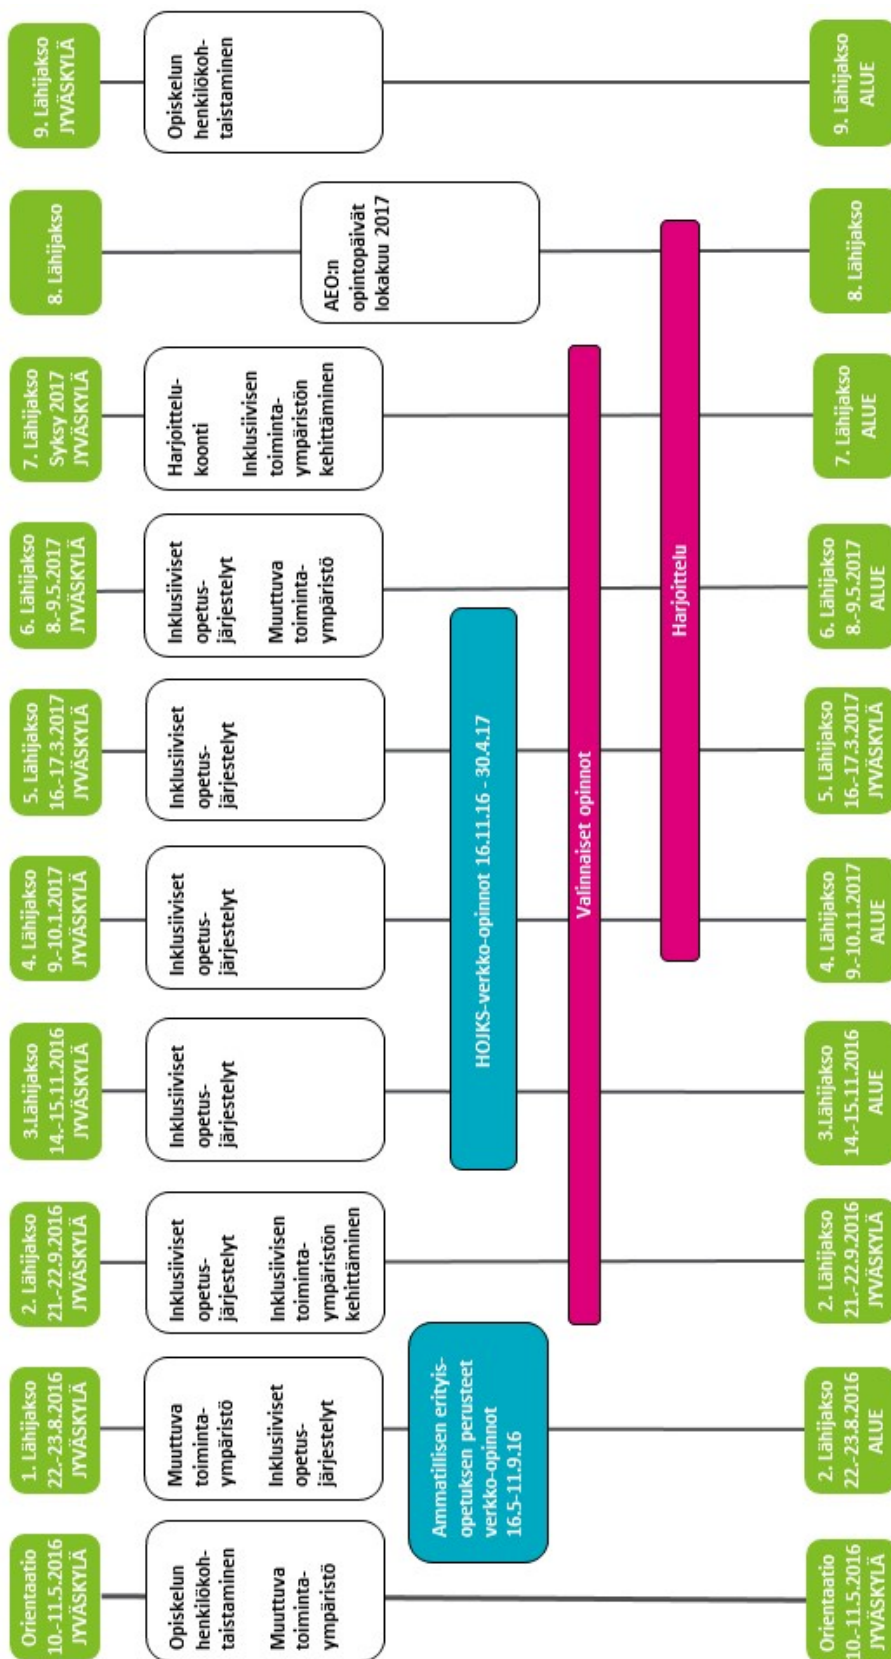 Orientaatio
10.-11.5.2016
JYVÄSKYLÄ
1. Lähijakso
22.-23.8.2016
JYVÄSKYLÄ
2. Lähijakso
21.-22.9.2016
JYVÄSKYLÄ
3.Lähijakso
14.-15.11.2016
JYVÄSKYLÄ
4. Lähijakso
9.-10.1.2017
JYVÄSKYLÄ
5. Lähijakso
16.-17.3.2017
JYVÄSKYLÄ
6. Lähijakso
8.-9.5.2017
JYVÄSKYLÄ
7. Lähijakso
Syksy 2017
JYVÄSKYLÄ
8. Lähijakso
9. Lähijakso
JYVÄSKYLÄ
Opiskelun
henkilökoh-
taistaminen
Muuttuva
toiminta-
ympäristö
Muuttuva
toiminta-
ympäristö
Inklusiiviset
opetus-
järjestelyt
Inklusiiviset
opetus-
järjestelyt
Inklusiivisen
toiminta-
ympäristön
kehittäminen
Inklusiiviset
opetus-
järjestelyt
Inklusiiviset
opetus-
järjestelyt
Inklusiiviset
opetus-
järjestelyt
Inklusiiviset
opetus-
järjestelyt
Muuttuva
toiminta-
ympäristö
Harjoittelu-
koonti
Inklusiivisen
toiminta-
ympäristön
kehittäminen
AEO:n
opintopäivät
lokakuu 2017
Opiskelun
henkilökoh-
taistaminen
Ammatillisen erityis-
opetuksen perusteet
verkko-opinnot
16.5-11.9.16
HOJKS-verkko-opinnot 16.11.16 - 30.4.17
Valinnaiset opinnot
Harjoittelu
Orientaatio
10.-11.5.2016
JYVÄSKYLÄ
2. Lähijakso
22.-23.8.2016
ALUE
2. Lähijakso
21.-22.9.2016
JYVÄSKYLÄ
3.Lähijakso
14.-15.11.2016
ALUE
4. Lähijakso
9.-10.11.2017
ALUE
5. Lähijakso
16.-17.3.2017
JYVÄSKYLÄ
6. Lähijakso
8.-9.5.2017
ALUE
7. Lähijakso
ALUE
8. Lähijakso
9. Lähijakso
ALUE